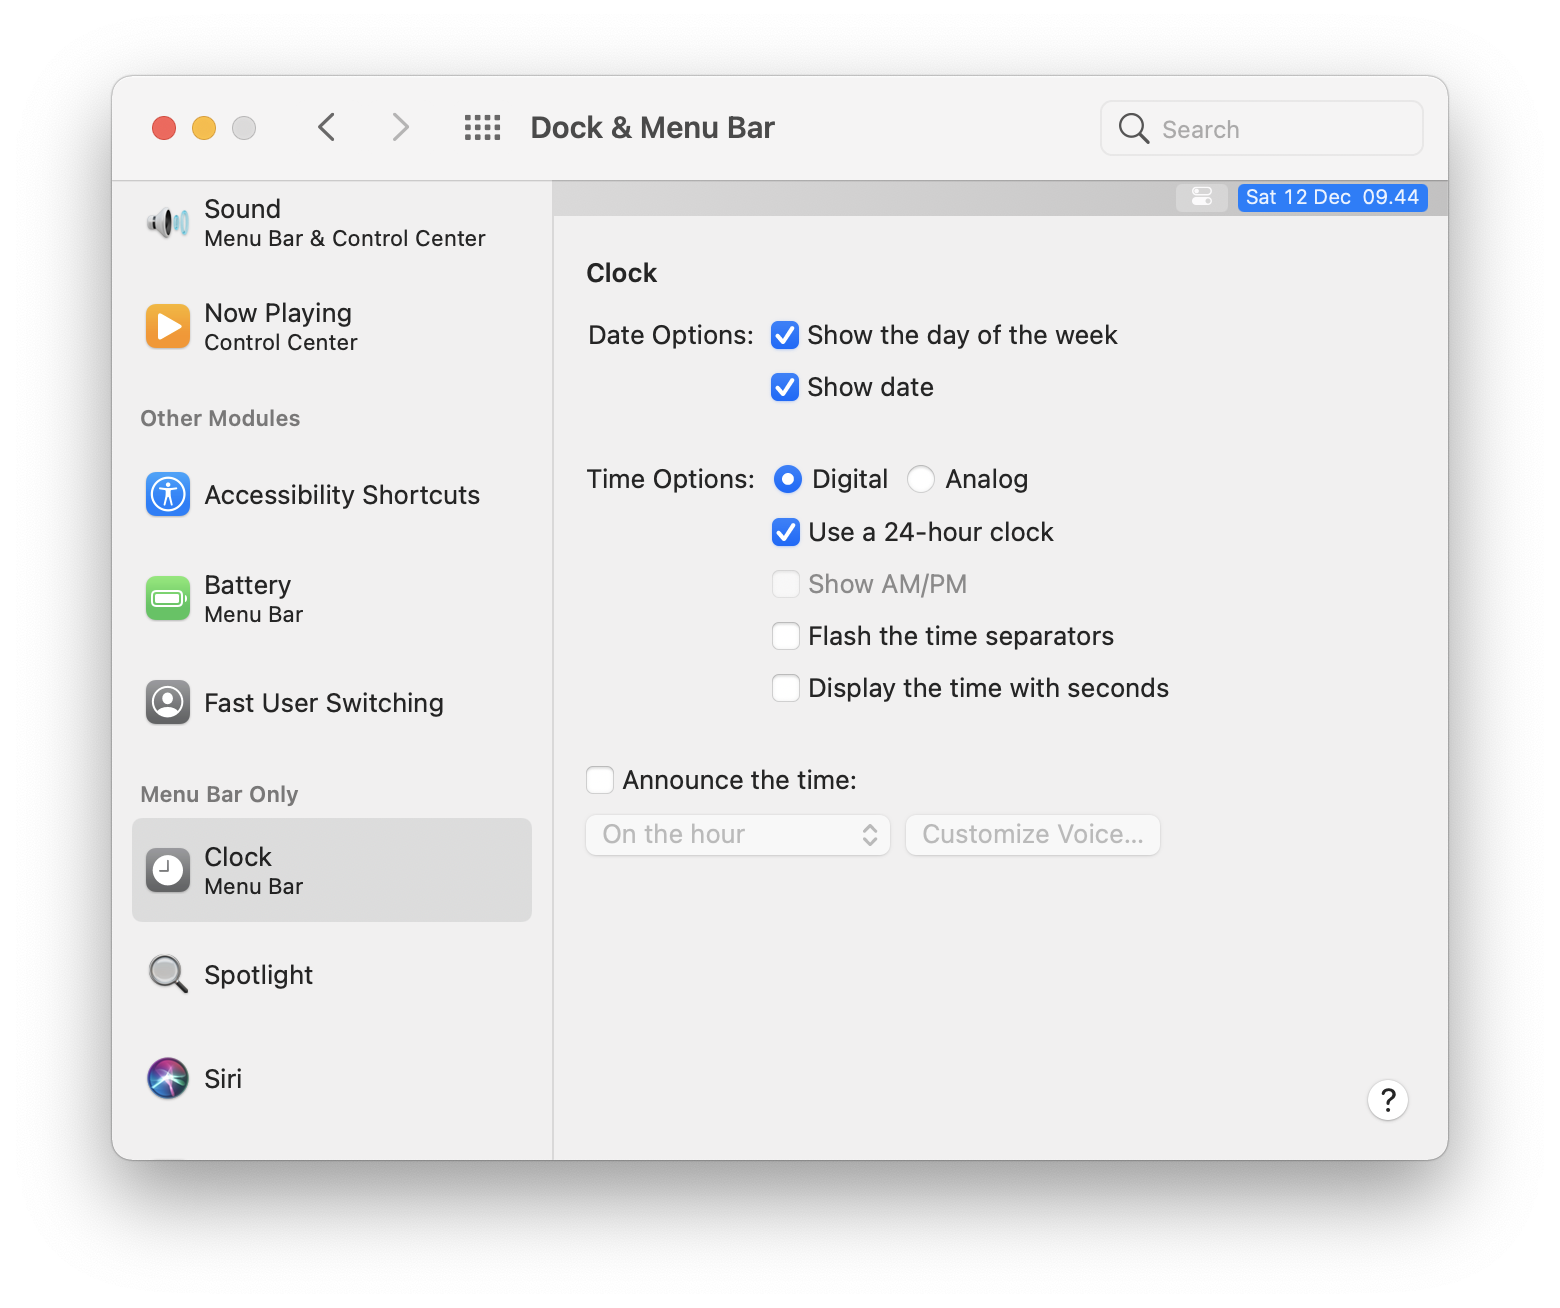 Dock & Menu Bar
Search
Sound
Menu Bar & Control Center
Now Playing
Control Center
Other Modules
Accessibility Shortcuts
Battery
Menu Bar
Fast User Switching
Menu Bar Only
Clock
Menu Bar
Spotlight
Siri
Sat 12 Dec 09.44
Clock
Date Options: Show the day of the week
Show date
Time Options: Digital Analog
Use a 24-hour clock
Show AM/PM
Flash the time separators
Display the time with seconds
Announce the time:
On the hour Customize Voice...
?